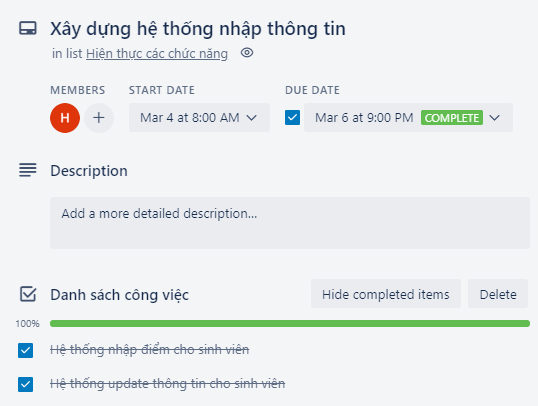 Xây dựng hệ thống nhập thông tin
in list Hiện thực các chức năng
MEMBERS START DATE DUE DATE
H + Mar 4 at 8:00 AM Mar 6 at 9:00 PM COMPLETE
Description
Add a more detailed description...
Danh sách công việc Hide completed items Delete
100%
Hệ thống nhập điểm cho sinh viên
Hệ thống update thông tin cho sinh viên